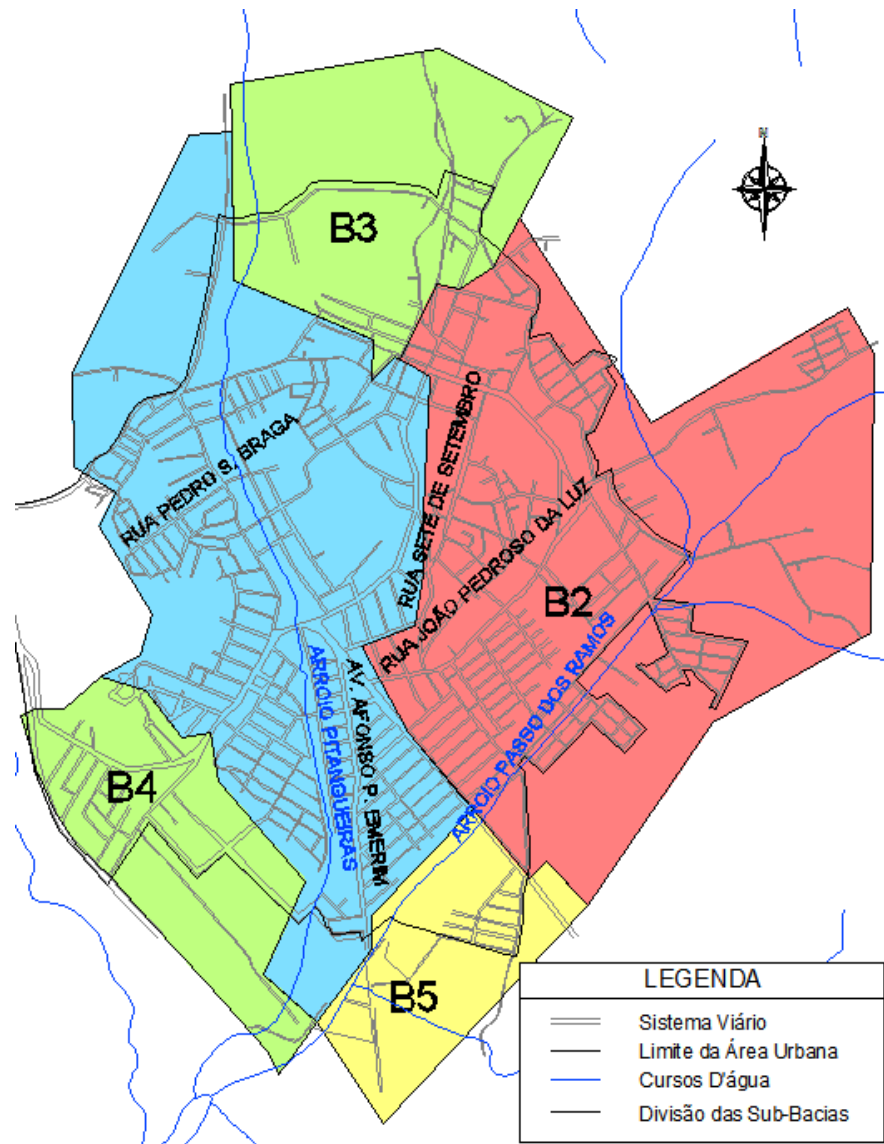 N
B3
RUA PEDRO S. BRAGA
RUA SETE DE SETEMBRO
RUA JOÃO PEDROSO DA LUZ
B2
ARROIO PITANGUEIRAS
AV. AFONSO P. EMERIM
ARROIO PASSO DOS RAMOS
B4
B5
LEGENDA
Sistema Viário
Limite da Área Urbana
Cursos D'água
Divisão das Sub-Bacias